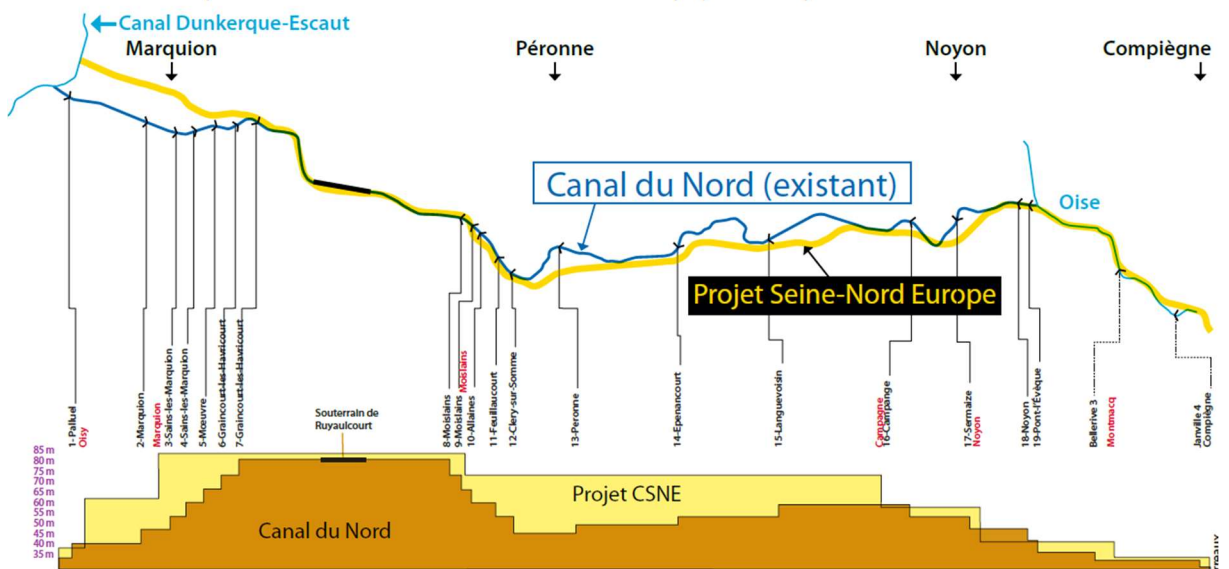 Canal Dunkerque-Escaut
Marquion
Péronne
Noyon
Compiègne
Canal du Nord (existant)
Oise
Projet Seine-Nord Europe
1-Palluel
Oisy
2-Marquion
Marquion
3-Sains-les-Marquion
4-Sains-les-Marquion
5-Mœuvre
6-Graincourt-les-Havricourt
7-Graincourt-les-Havricourt
Souterrain de
Ruyaulcourt
8-Moislains
9-Moislains
Moislains
10-Allaines
11-Feuillaucourt
12-Clery-sur-Somme
13-Peronne
14-Epenancourt
15-Languevoisin
Campagne
16-Campange
17-Sermaize
Noyon
18-Noyon
19-Pont-l'Évèque
Bellerive 3
Montmacq
Janville 4
Compiègne
85 m
80 m
75 m
70 m
65 m
60 m
55 m
50 m
45 m
40 m
35 m
Projet CSNE
Canal du Nord